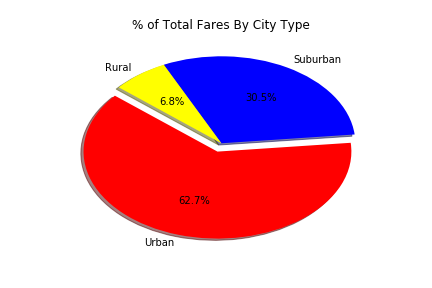 % of Total Fares By City Type
Suburban
Rural
30.5%
6.8%
62.7%
Urban